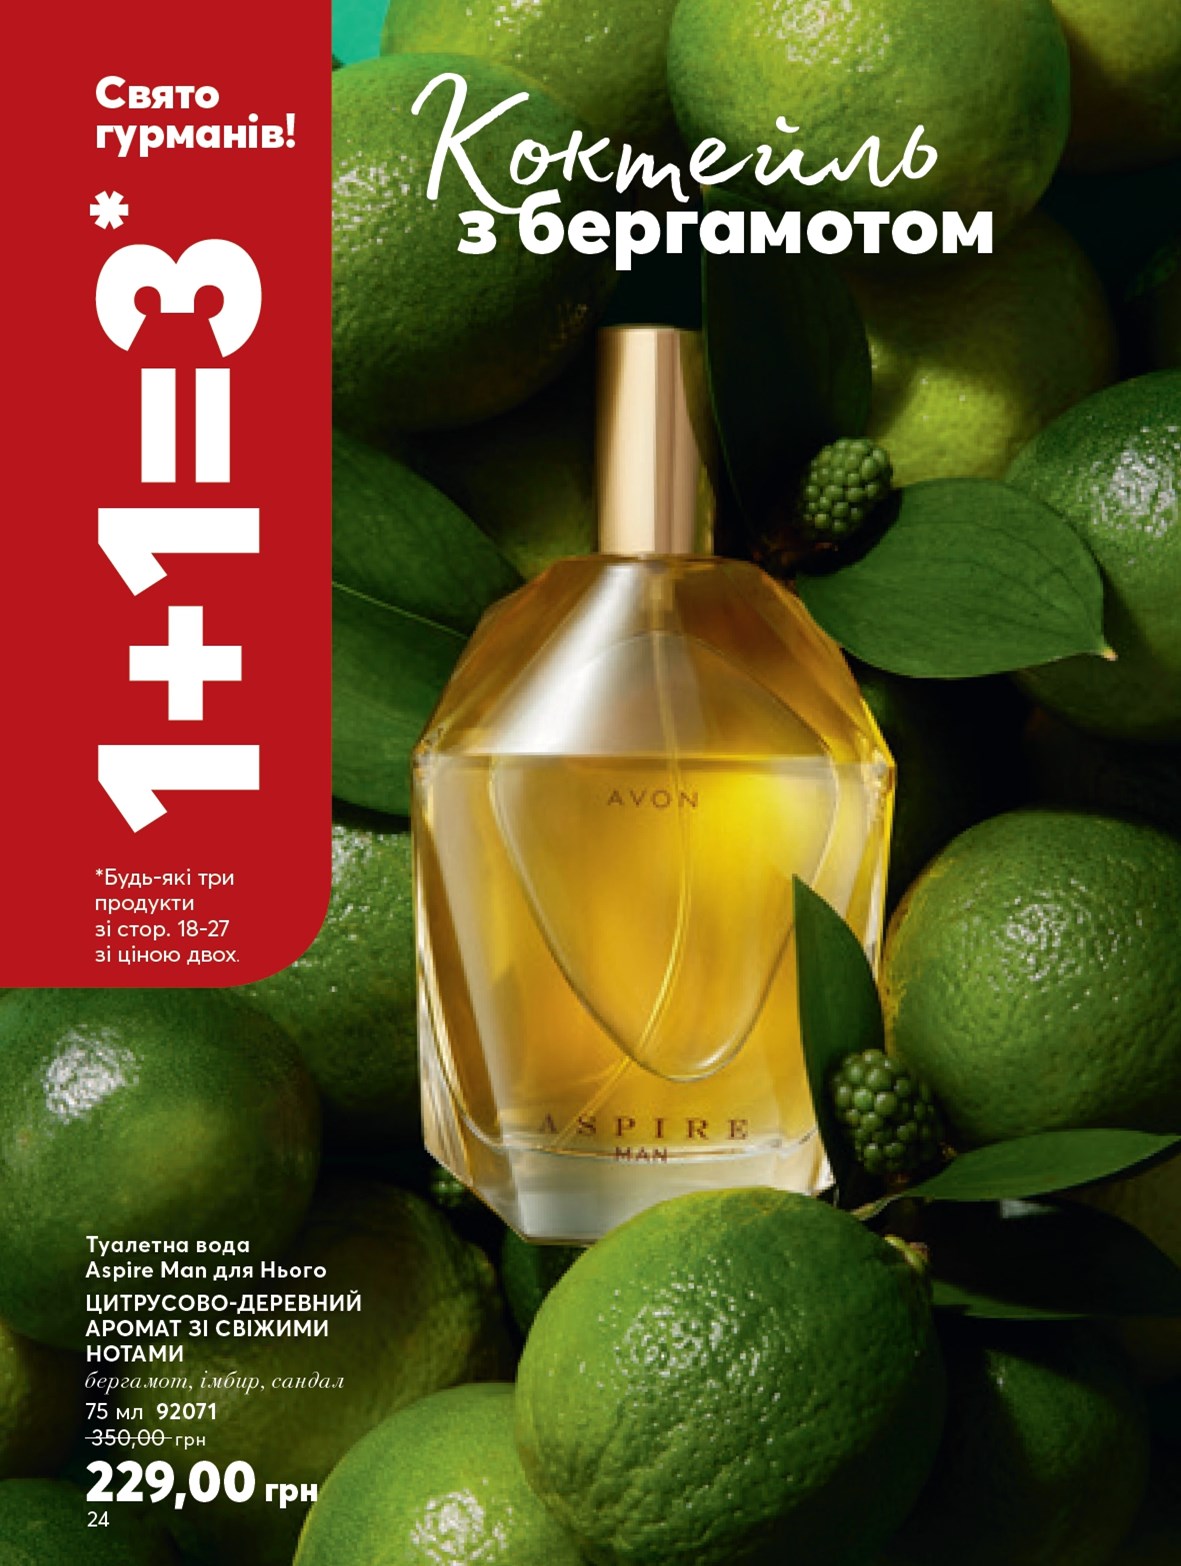 Свято
гурманів!
1+1=3*
*Будь-які три
продукти
зі стор. 18-27
зі ціною двох.
Коктейль
з бергамотом
AVON
ASPIRE
MAN
Туалетна вода
Aspire Man для Нього
ЦИТРУСОВО-ДЕРЕВНИЙ
АРОМАТ ЗІ СВІЖИМИ
НОТАМИ
бергамот, імбир, сандал
75 мл 92071
350,00 грн
229,00 грн
24